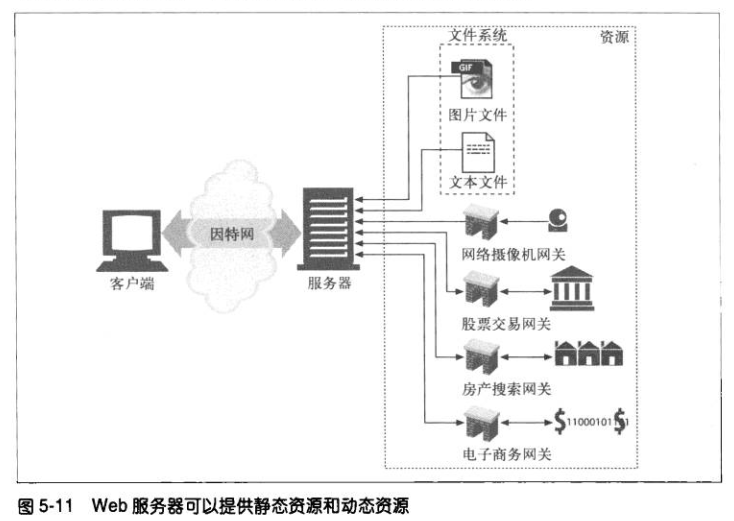 文件系统
资源
GIF
图片文件
文本文件
因特网
客户端
服务器
网络摄像机网关
股票交易网关
房产搜索网关
$11000101111$
电子商务网关
图 5-11 Web 服务器可以提供静态资源和动态资源